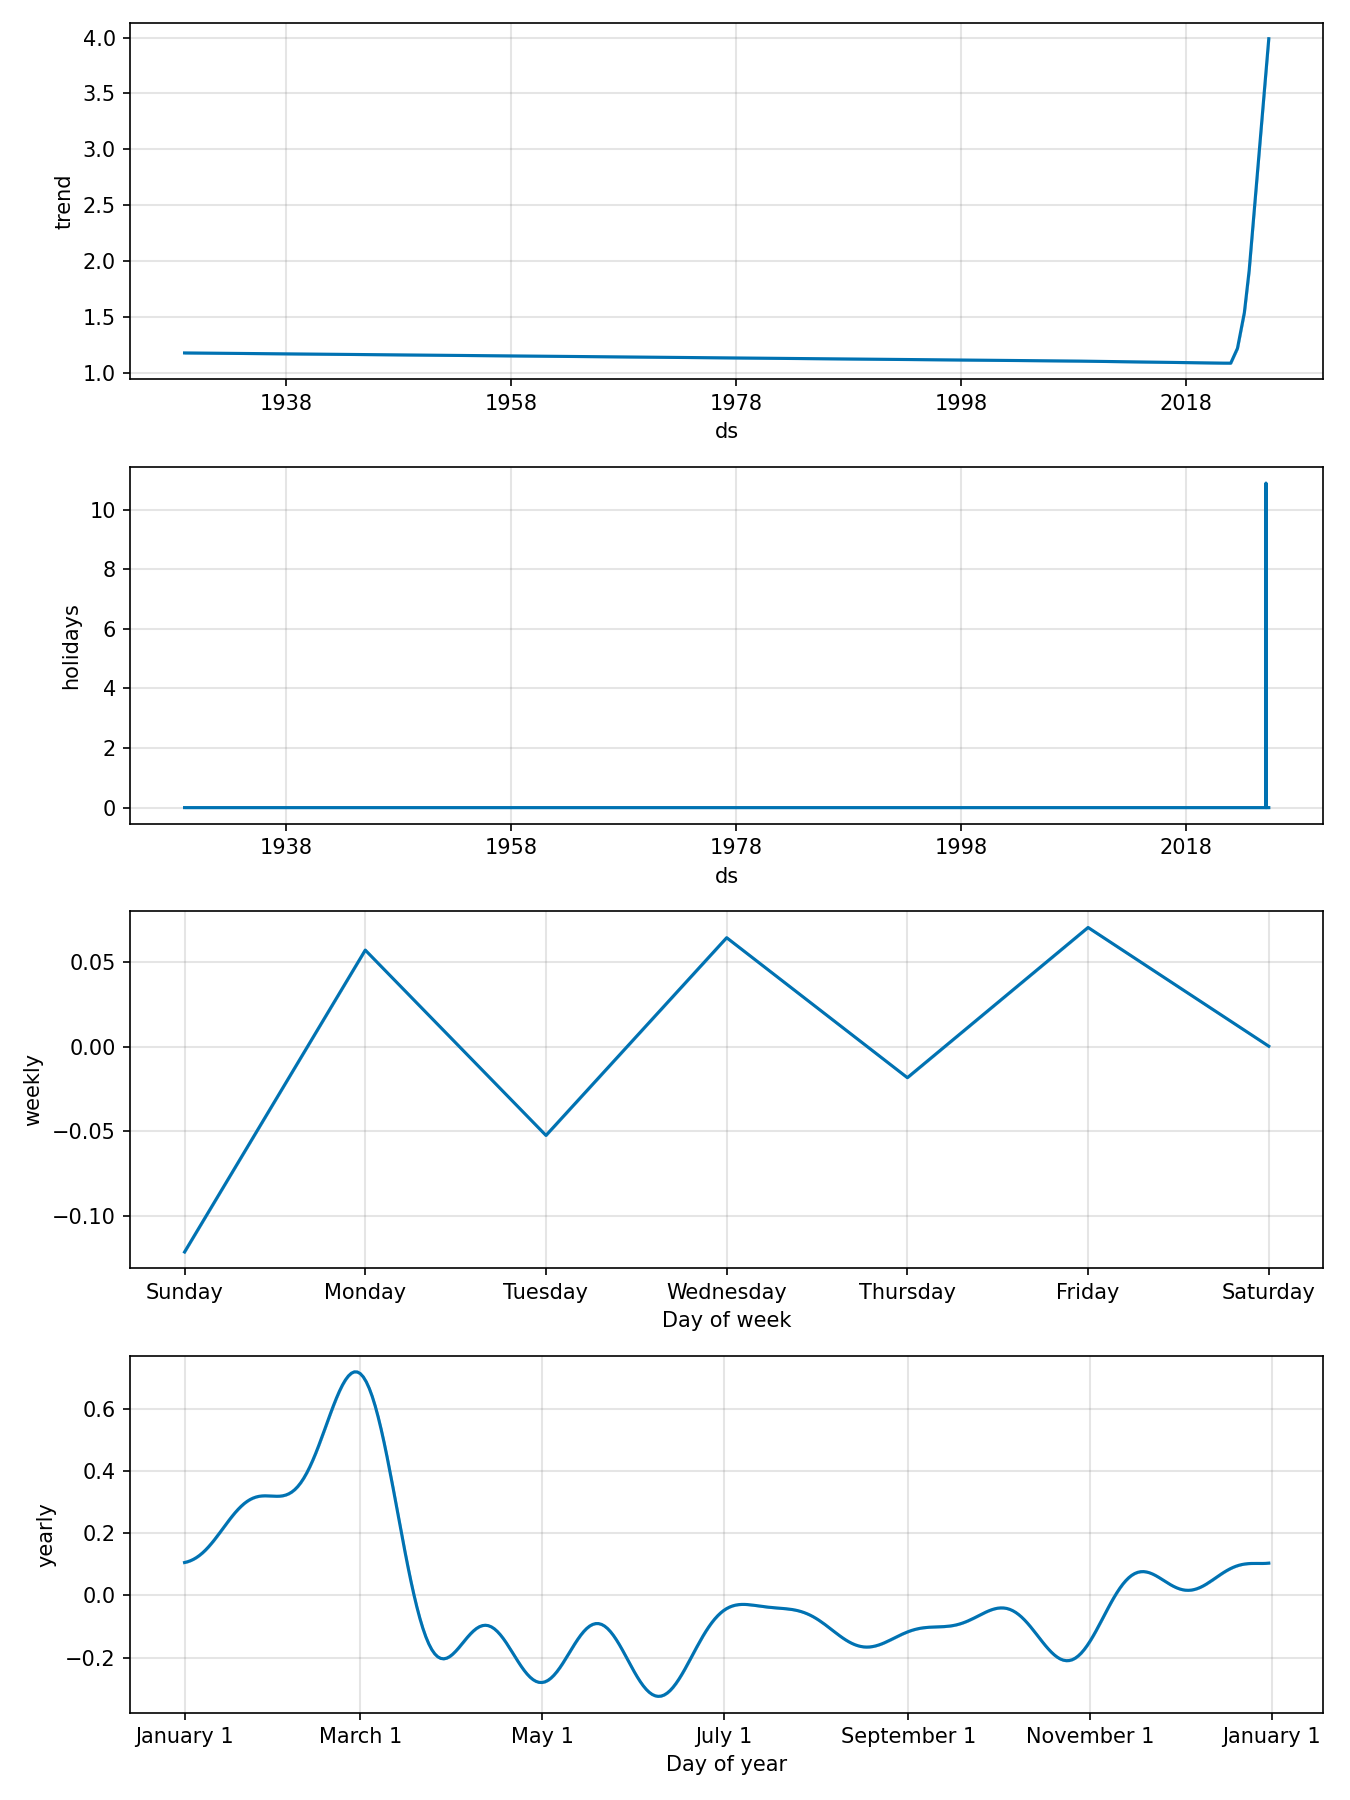 4.0
3.5
3.0
2.5
2.0
1.5
1.0
trend
1938 1958 1978 1998 2018
ds
10
8
6
4
2
0
holidays
1938 1958 1978 1998 2018
ds
0.05
0.00
−0.05
−0.10
weekly
Sunday Monday Tuesday Wednesday Thursday Friday Saturday
Day of week
0.6
0.4
0.2
0.0
−0.2
yearly
January 1 March 1 May 1 July 1 September 1 November 1 January 1
Day of year